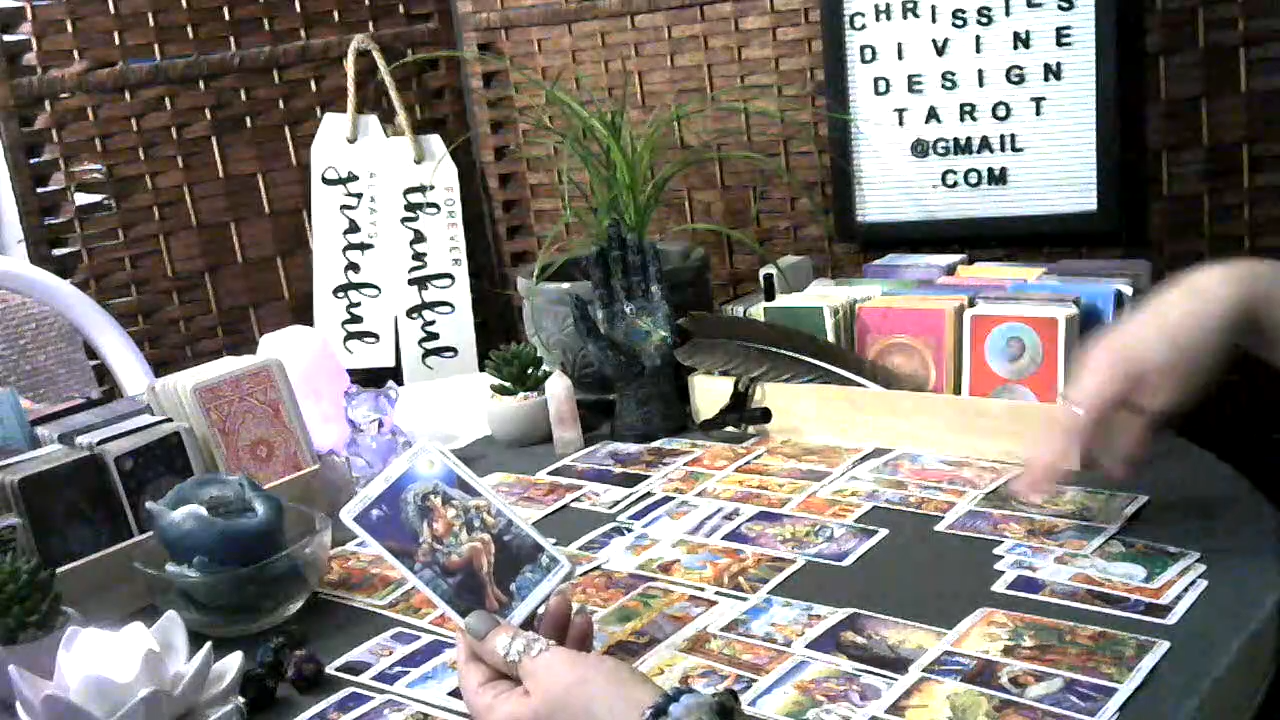 ALWAYS
grateful
FOREVER
thankful
CHRISSIES
DIVINE
DESIGN
TAROT
@GMAIL
.COM